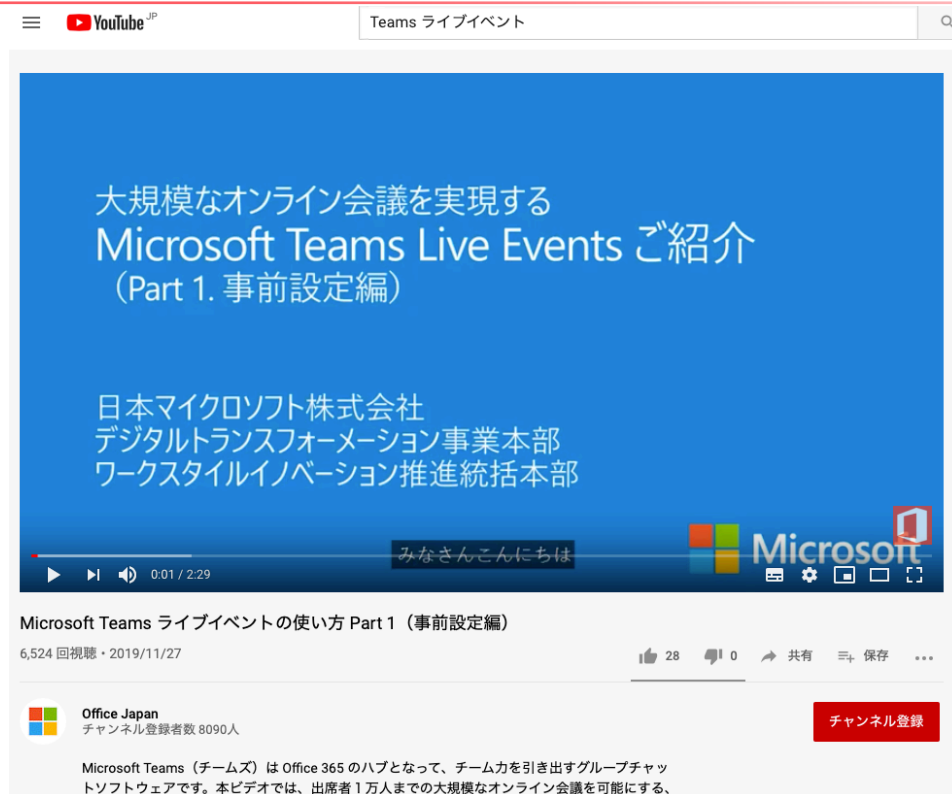 YouTube JP
Teams ライブイベント
大規模なオンライン会議を実現する
Microsoft Teams Live Events ご紹介
（Part 1. 事前設定編）
日本マイクロソフト株式会社
デジタルトランスフォーメーション事業本部
ワークスタイルイノベーション推進統括本部
みなさんこんにちは
Microsoft
0:01 / 2:29
Microsoft Teams ライブイベントの使い方 Part 1（事前設定編）
6,524 回視聴・2019/11/27
28 0 共有 保存
Office Japan
チャンネル登録者数 8090人
チャンネル登録
Microsoft Teams（チームズ）は Office 365 のハブとなって、チーム力を引き出すグループチャッ
トソフトウェアです。本ビデオでは、出席者 1 万人までの大規模なオンライン会議を可能にする、